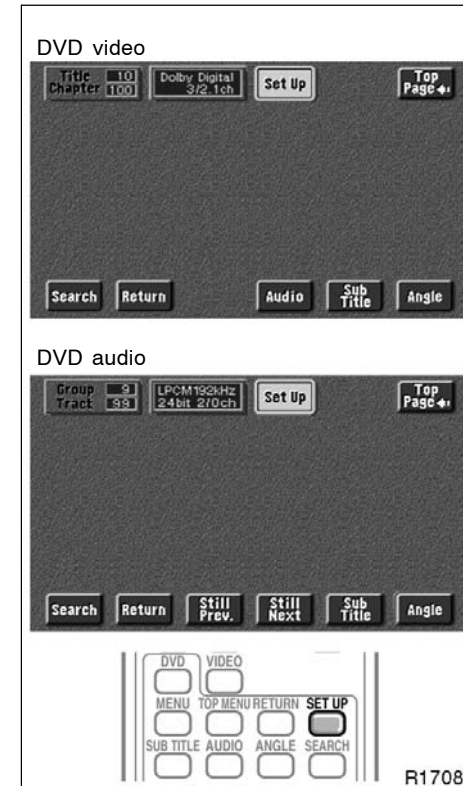 DVD video
Title 10 Dolby Digital Set Up Top
Chapter 100 3/2.1ch Page
Search Return Audio Sub Title Angle
DVD audio
Group 9 LPCM192kHz Set Up Top
Track 99 24bit 2/0ch Page
Search Return Still Prev. Still Next Sub Title Angle
DVD VIDEO
MENU TOP MENU RETURN SET UP
SUB TITLE AUDIO ANGLE SEARCH
R1708